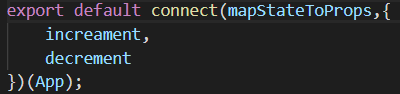 export default connect(mapStateToProps,{
    increament,
    decrement
})(App);